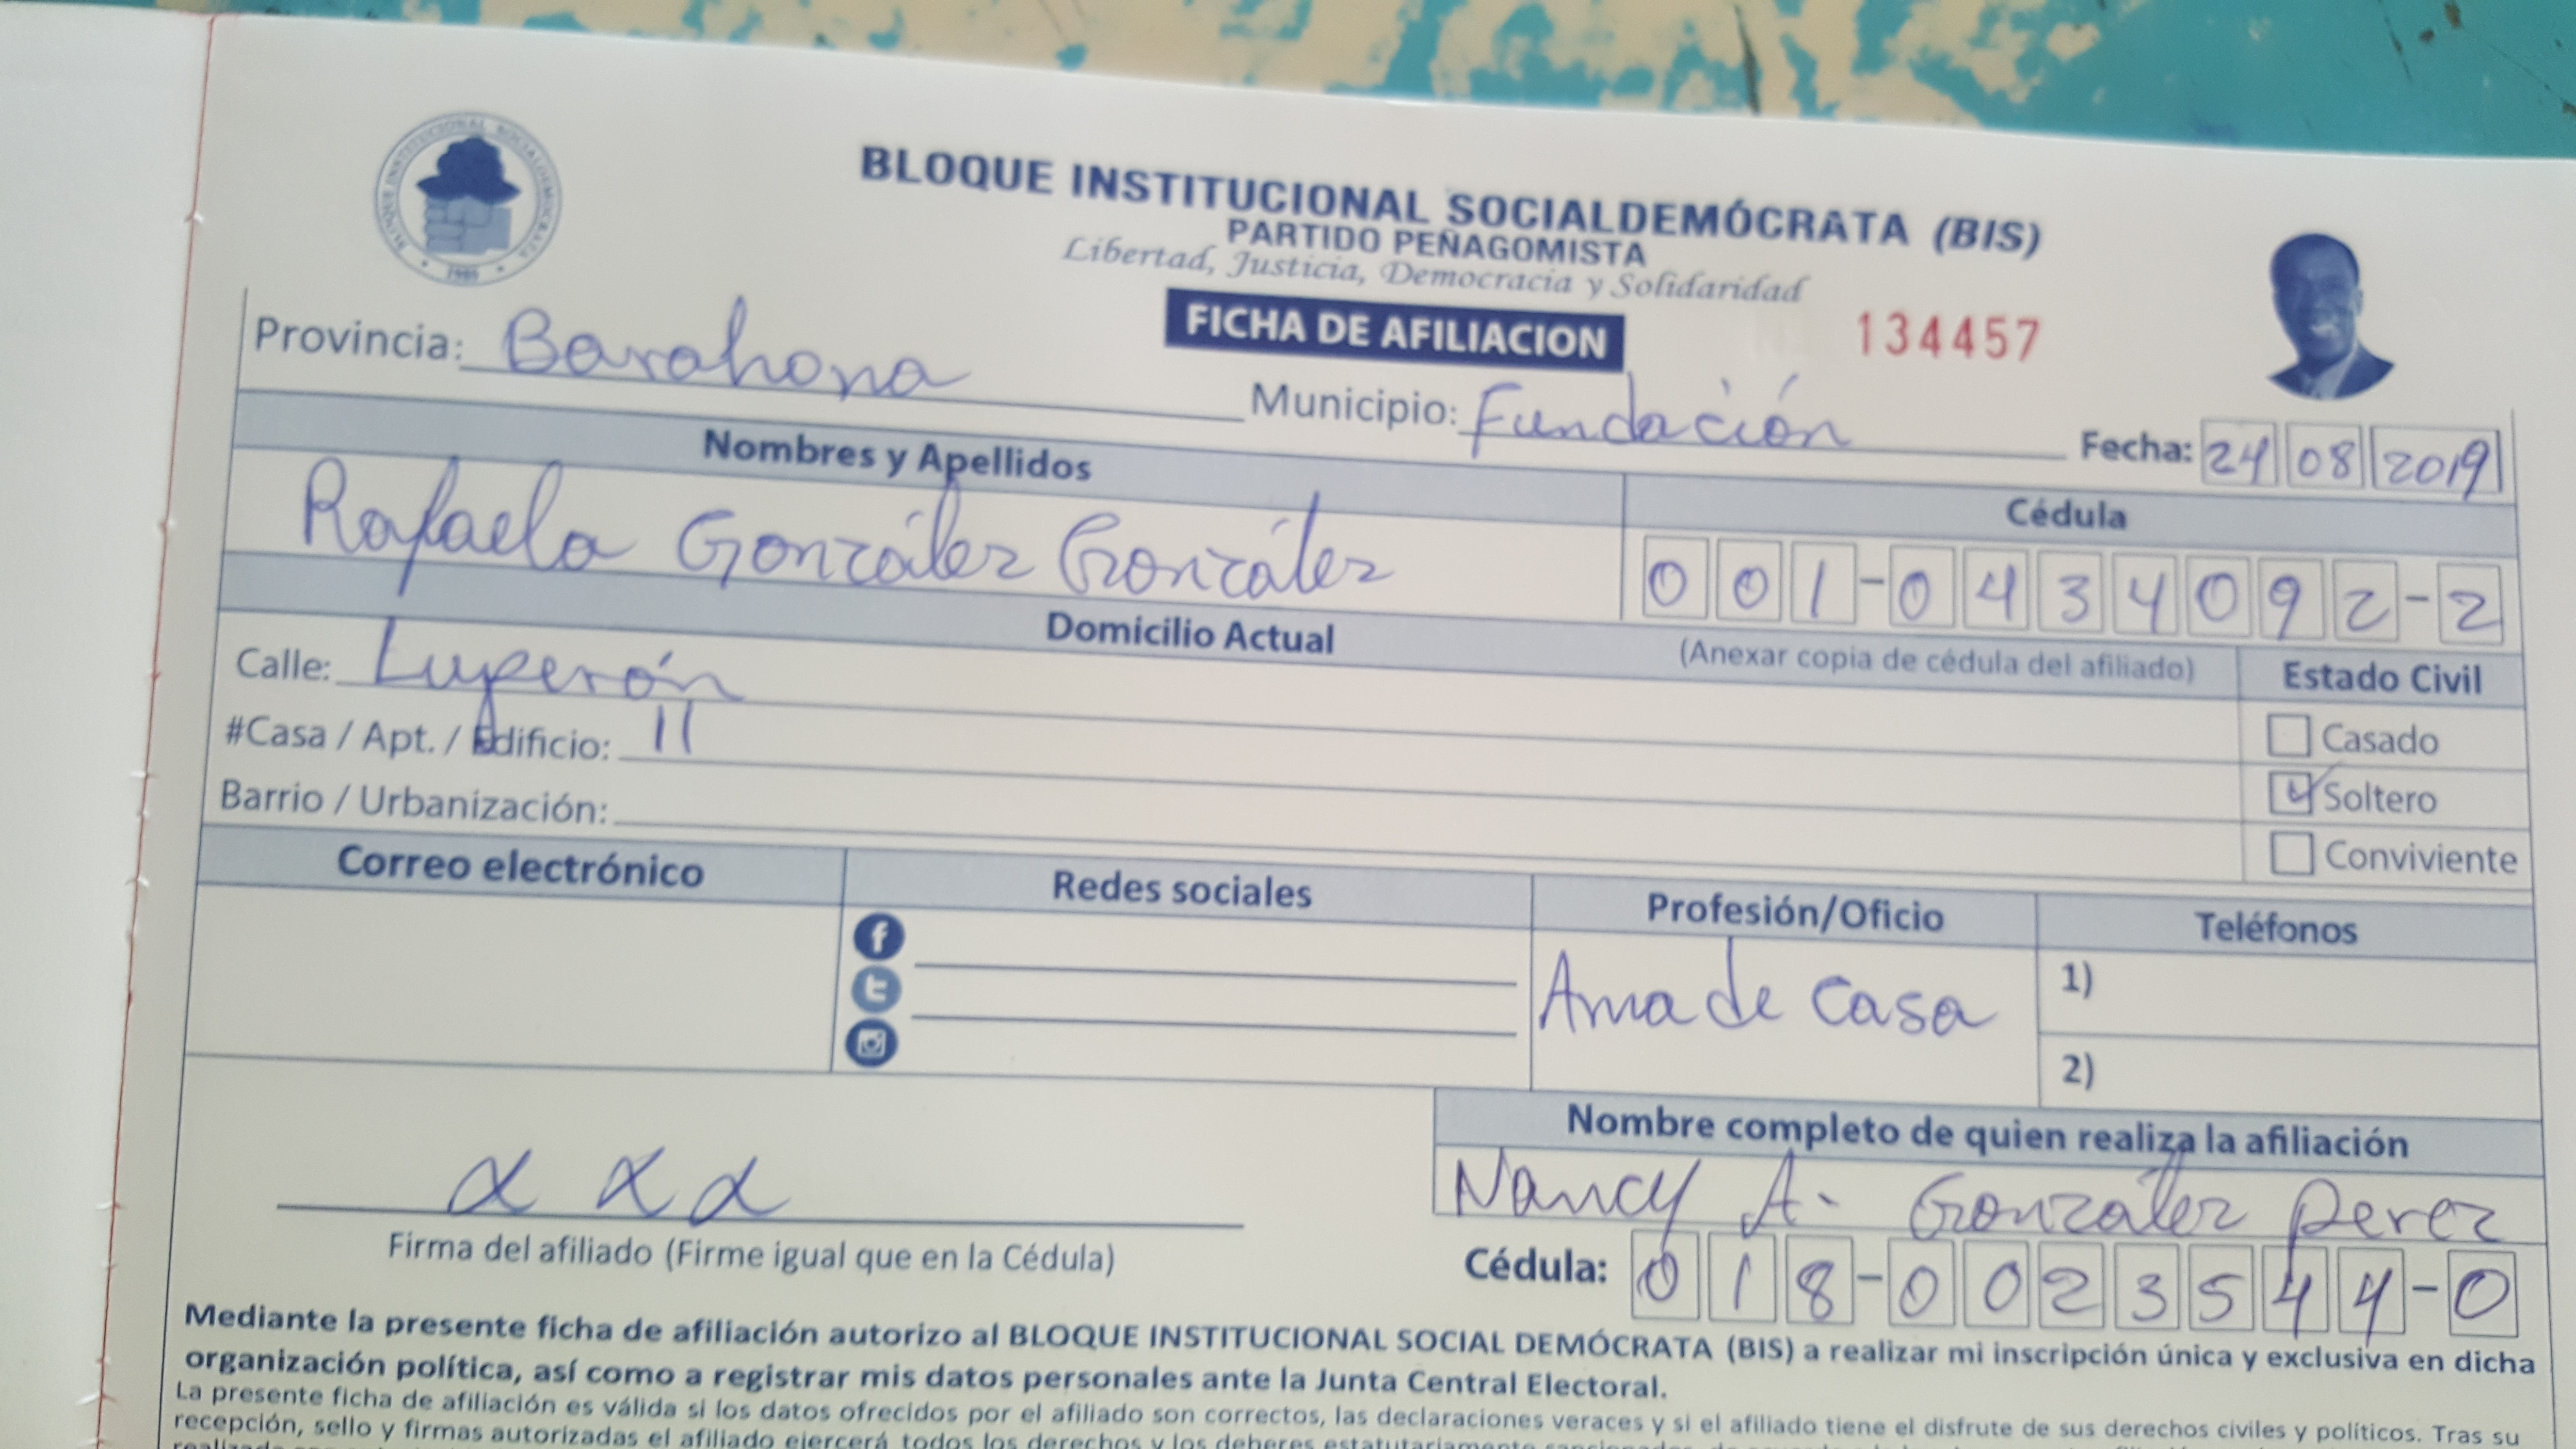 BLOQUE INSTITUCIONAL SOCIALDEMOCRATA
1989
BLOQUE INSTITUCIONAL SOCIALDEMÓCRATA (BIS)
PARTIDO PEÑAGOMISTA
Libertad, Justicia, Democracia y Solidaridad
FICHA DE AFILIACION
134457
Provincia: Barahona
Municipio: Fundación
Fecha: 24 08 2019
Nombres y Apellidos
Cédula
Rafaela González González
001-0434092-2
Domicilio Actual
(Anexar copia de cédula del afiliado)
Estado Civil
Calle: Luperón
Casado
#Casa / Apt. / Edificio: 11
Soltero
Barrio / Urbanización:
Conviviente
Correo electrónico
Redes sociales
Profesión/Oficio
Teléfonos
Ama de casa
1)
2)
Nombre completo de quien realiza la afiliación
Nancy A. González Perez
Firma del afiliado (Firme igual que en la Cédula)
Cédula: 018-0023544-0
Mediante la presente ficha de afiliación autorizo al BLOQUE INSTITUCIONAL SOCIAL DEMÓCRATA (BIS) a realizar mi inscripción única y exclusiva en dicha
organización política, así como a registrar mis datos personales ante la Junta Central Electoral.
La presente ficha de afiliación es válida si los datos ofrecidos por el afiliado son correctos, las declaraciones veraces y si el afiliado tiene el disfrute de sus derechos civiles y políticos. Tras su
recepción, sello y firmas autorizadas el afiliado ejercerá todos los derechos y los deberes estatutariamente